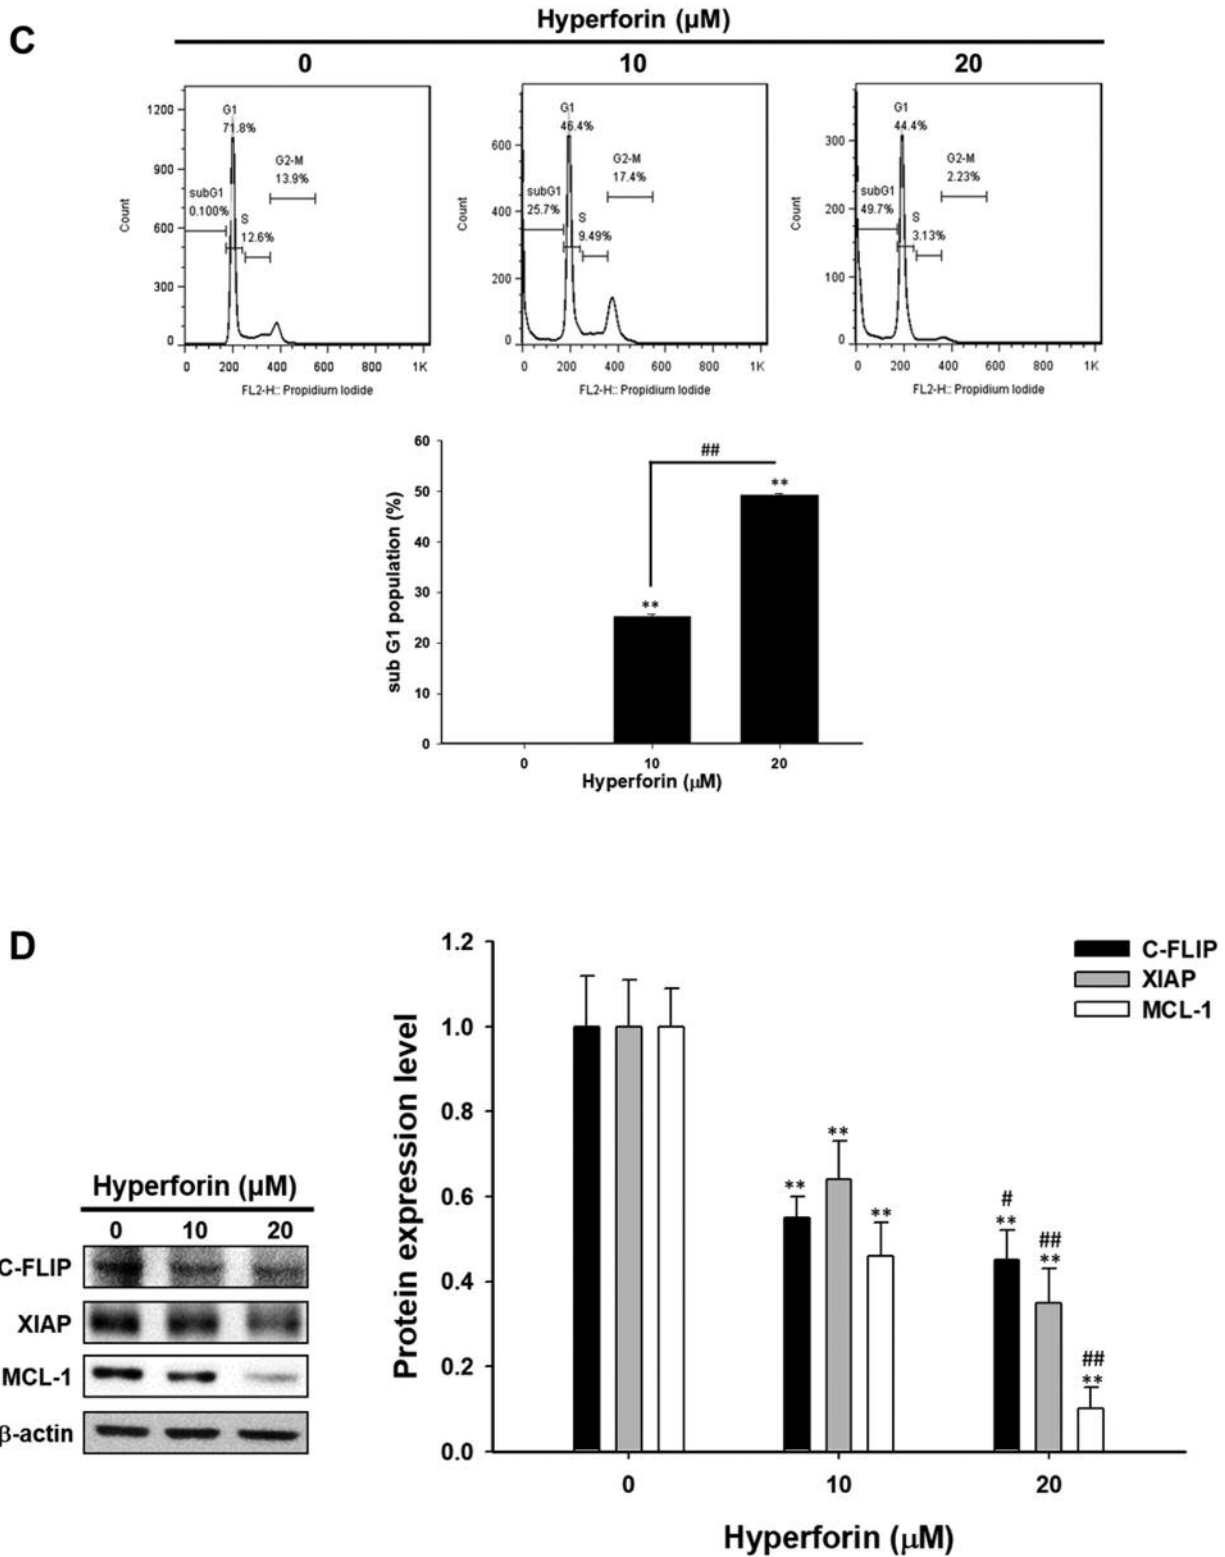 C
Hyperforin (µM)
0 10 20
1200
900
600
300
0
Count
G1
71.8%
G2-M
13.9%
subG1
0.100%
S
12.6%
0 200 400 600 800 1K
FL2-H:: Propidium Iodide
600
400
200
0
Count
G1
46.4%
G2-M
17.4%
subG1
25.7%
S
9.49%
0 200 400 600 800 1K
FL2-H:: Propidium Iodide
300
200
100
0
Count
G1
44.4%
G2-M
2.23%
subG1
49.7%
S
3.13%
0 200 400 600 800 1K
FL2-H:: Propidium Iodide
60
50
40
30
20
10
0
sub G1 population (%)
##
**
**
0 10 20
Hyperforin (µM)
D
Hyperforin (µM)
0 10 20
C-FLIP
XIAP
MCL-1
β-actin
1.2
1.0
0.8
0.6
0.4
0.2
0.0
Protein expression level
C-FLIP
XIAP
MCL-1
**
**
**
#
**
##
**
##
**
0 10 20
Hyperforin (µM)